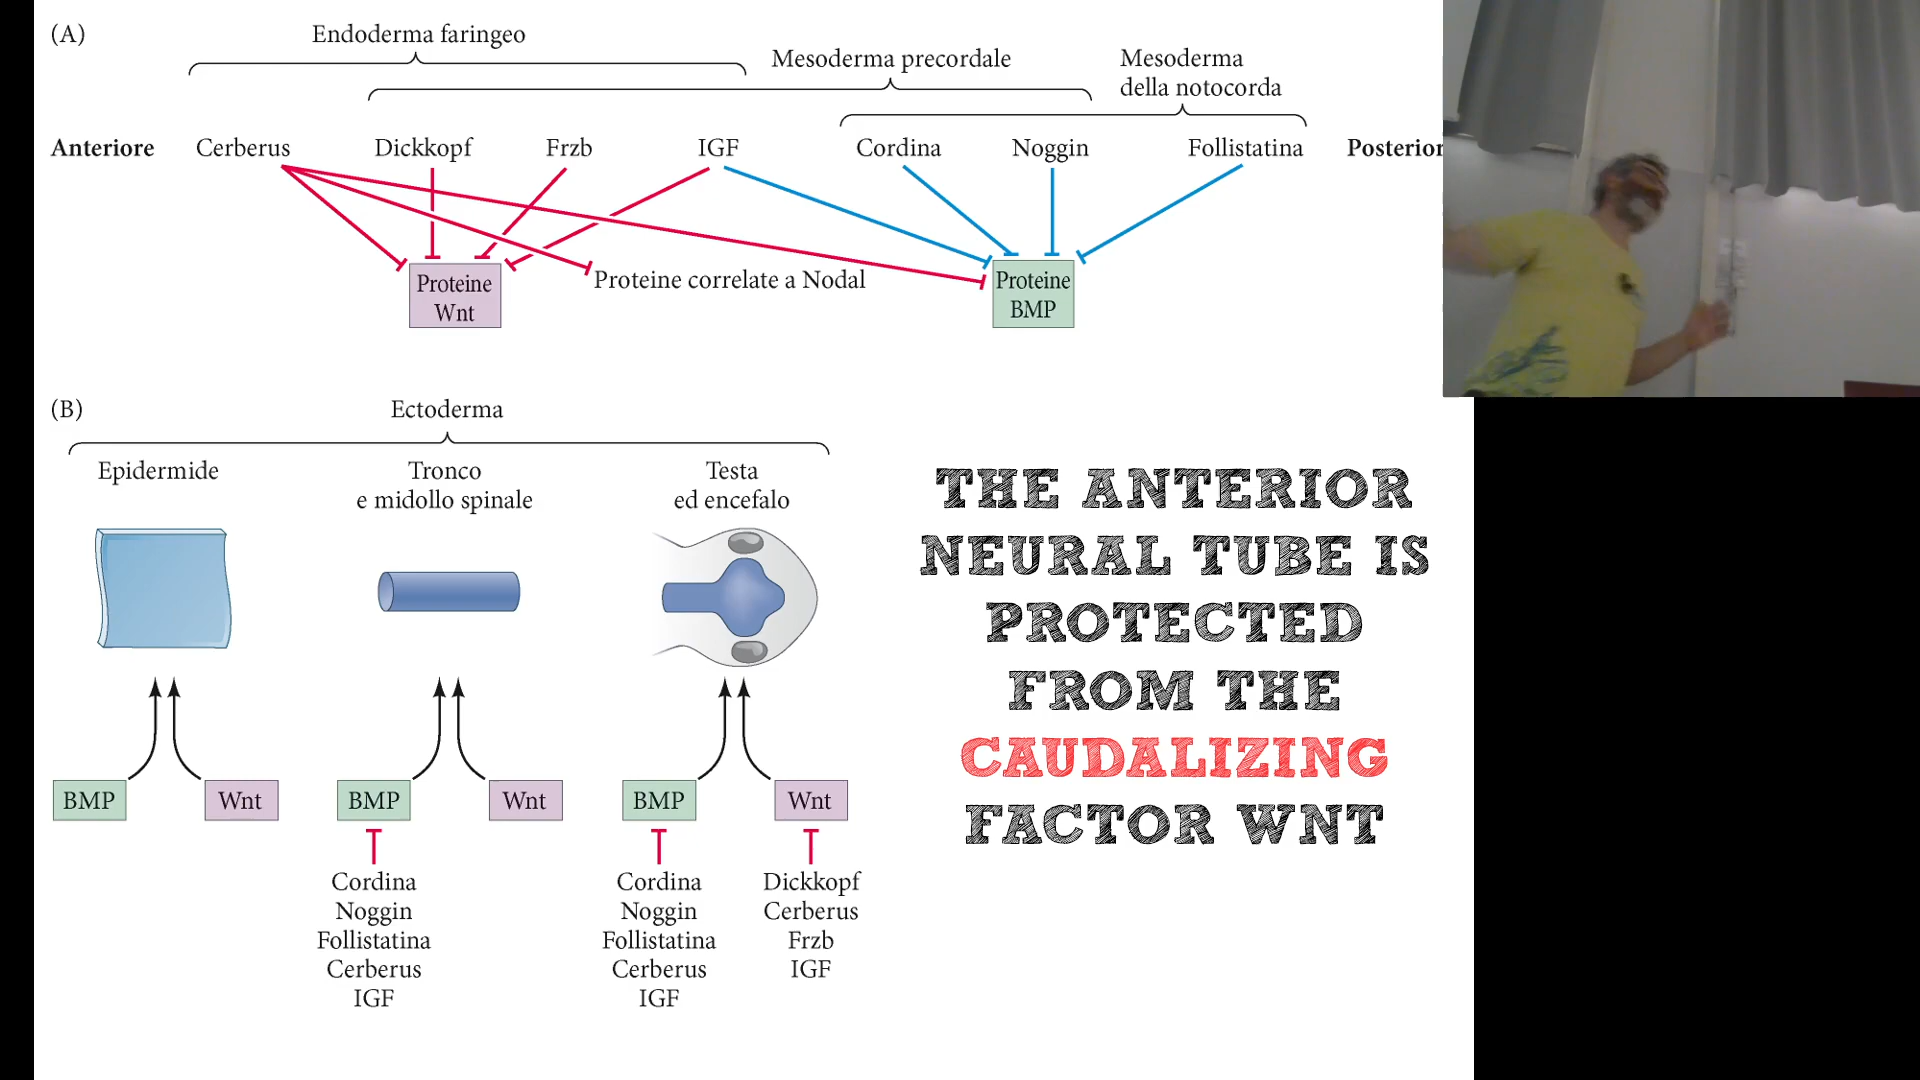 (A)
Endoderma faringeo
Mesoderma precordale
Mesoderma
della notocorda
Anteriore Cerberus Dickkopf Frzb IGF Cordina Noggin Follistatina Posterior
Proteine
Wnt
Proteine correlate a Nodal
Proteine
BMP
(B)
Ectoderma
Epidermide
Tronco
e midollo spinale
Testa
ed encefalo
BMP Wnt BMP Wnt BMP Wnt
Cordina
Noggin
Follistatina
Cerberus
IGF
Cordina
Noggin
Follistatina
Cerberus
IGF
Dickkopf
Cerberus
Frzb
IGF
THE ANTERIOR
NEURAL TUBE IS
PROTECTED
FROM THE
CAUDALIZING
FACTOR WNT